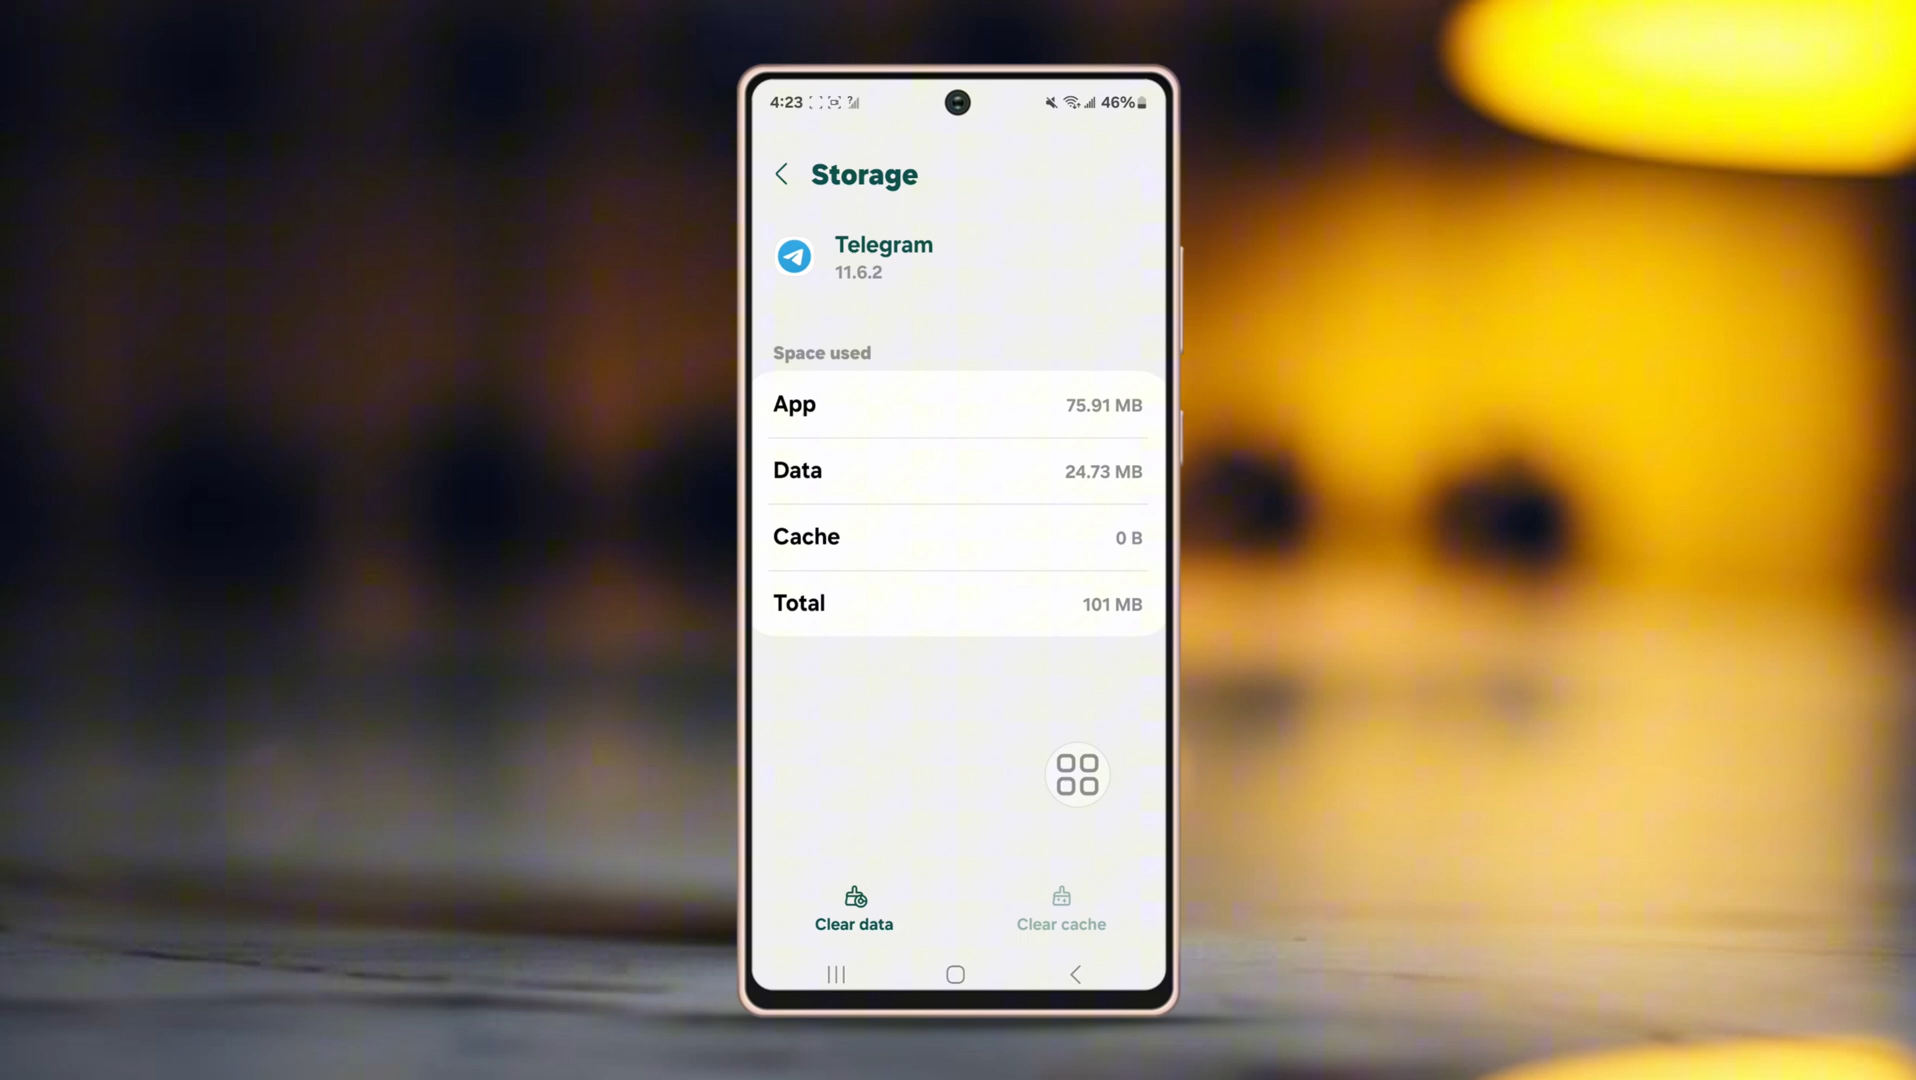 4:23 46%
Storage
Telegram
11.6.2
Space used
App 75.91 MB
Data 24.73 MB
Cache 0 B
Total 101 MB
Clear data Clear cache